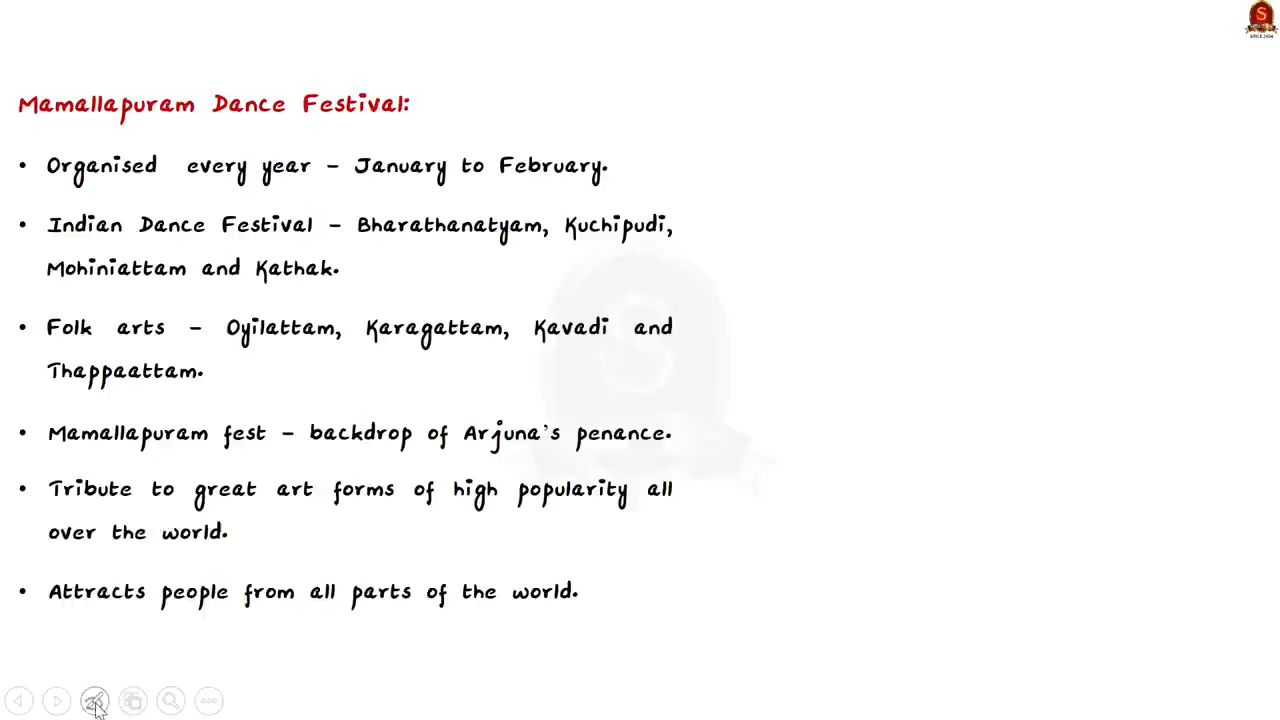 S
SINCE 2004
Mamallapuram Dance Festival:
• Organised every year – January to February.
• Indian Dance Festival – Bharathanatyam, Kuchipudi,
Mohiniattam and Kathak.
• Folk arts – Oyilattam, Karagattam, Kavadi and
Thappaattam.
• Mamallapuram fest – backdrop of Arjuna's penance.
• Tribute to great art forms of high popularity all
over the world.
• Attracts people from all parts of the world.